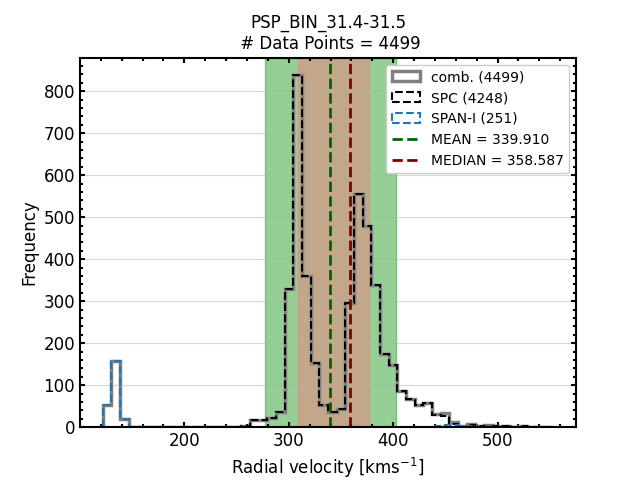 PSP_BIN_31.4-31.5
# Data Points = 4499
comb. (4499)
SPC (4248)
SPAN-I (251)
MEAN = 339.910
MEDIAN = 358.587
Frequency
800
700
600
500
400
300
200
100
0
200 300 400 500
Radial velocity [kms⁻¹]